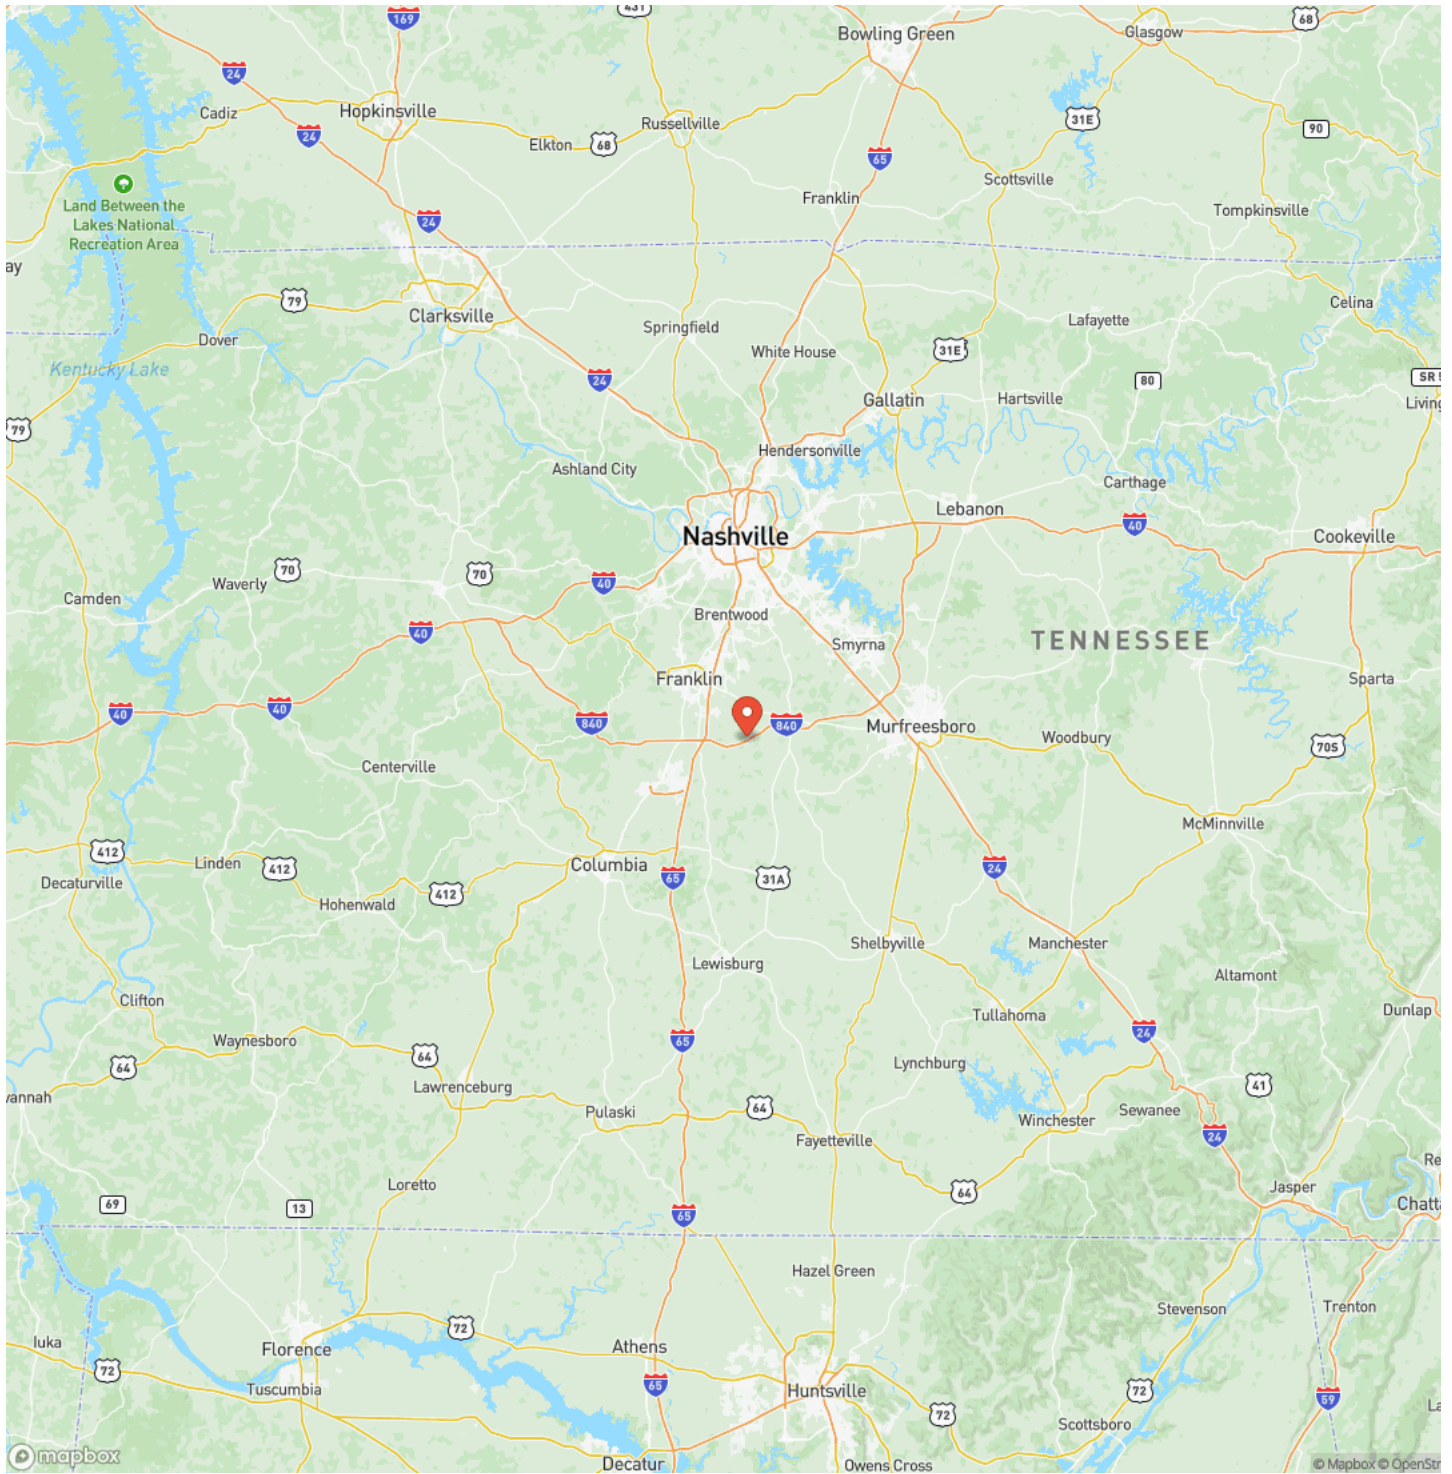 431
169
Bowling Green
68
Glasgow
24
Cadiz
Hopkinsville
31E
Russellville
90
24
Elkton
68
65
Scottsville
Land Between the
Lakes National
Recreation Area
Franklin
Tompkinsville
24
ay
79
Celina
Clarksville
Springfield
Lafayette
Dover
White House
31E
Kentucky Lake
24
80
SR 5
Gallatin
Hartsville
Living
79
Hendersonville
Ashland City
Carthage
Lebanon
40
Nashville
Cookeville
70
70
Waverly
40
Camden
Brentwood
40
Smyrna
TENNESSEE
Franklin
Sparta
40
40
840
840
Murfreesboro
Woodbury
70S
Centerville
McMinnville
412
Linden
412
Columbia
24
65
31A
Decaturville
412
Hohenwald
Shelbyville
Manchester
Lewisburg
Altamont
Clifton
Dunlap
Tullahoma
24
Waynesboro
65
64
64
Lynchburg
Lawrenceburg
41
vannah
Pulaski
64
Sewanee
Winchester
24
Fayetteville
Re
Loretto
64
Jasper
69
13
Chatta
65
Hazel Green
Stevenson
Trenton
72
Iuka
Florence
Athens
72
Tuscumbia
65
Huntsville
72
59
La
72
Scottsboro
mapbox
Decatur
Owens Cross
© Mapbox © OpenStr